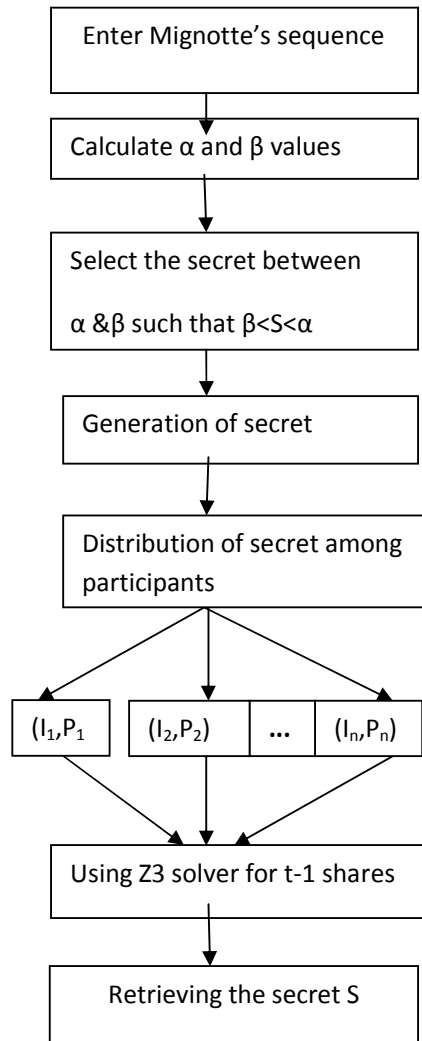 Enter Mignotte’s sequence
Calculate α and β values
Select the secret between
α &β such that β<S<α
Generation of secret
Distribution of secret among
participants
(I₁,P₁ (I₂,P₂) ... (Iₙ,Pₙ)
Using Z3 solver for t-1 shares
Retrieving the secret S